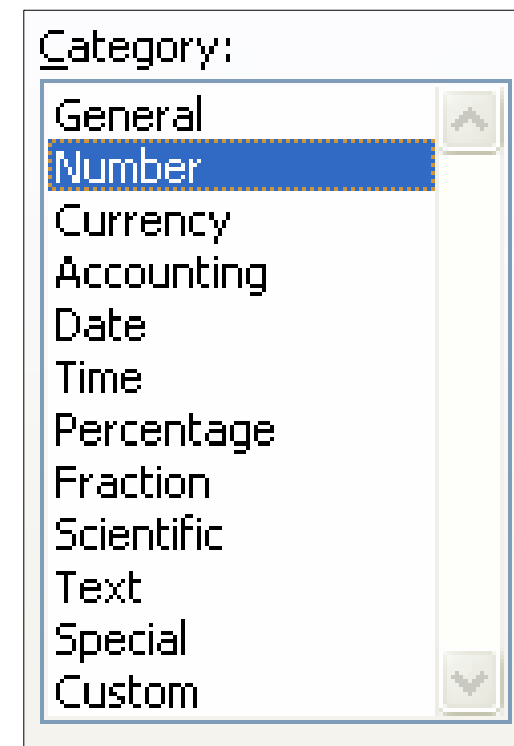 Category:
General
Number
Currency
Accounting
Date
Time
Percentage
Fraction
Scientific
Text
Special
Custom